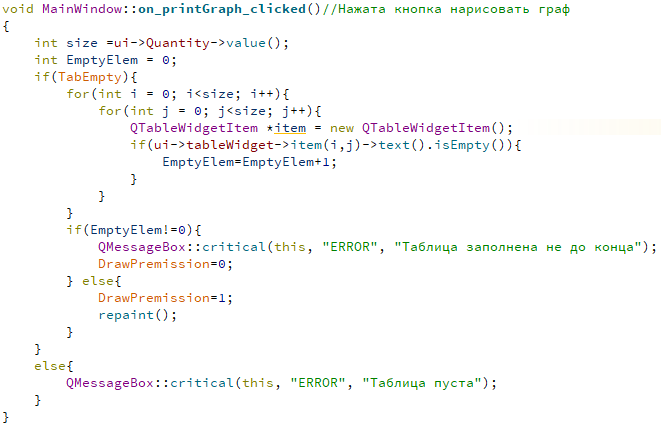 void MainWindow::on_printGraph_clicked()//Нажата кнопка нарисовать граф
{
    int size =ui->Quantity->value();
    int EmptyElem = 0;
    if(TabEmpty){
        for(int i = 0; i<size; i++){
            for(int j = 0; j<size; j++){
                QTableWidgetItem *item = new QTableWidgetItem();
                if(ui->tableWidget->item(i,j)->text().isEmpty()){
                    EmptyElem=EmptyElem+1;
                }
            }
        }
        if(EmptyElem!=0){
            QMessageBox::critical(this, "ERROR", "Таблица заполнена не до конца");
            DrawPremission=0;
        } else{
            DrawPremission=1;
            repaint();
        }
    }
    else{
        QMessageBox::critical(this, "ERROR", "Таблица пуста");
    }
}